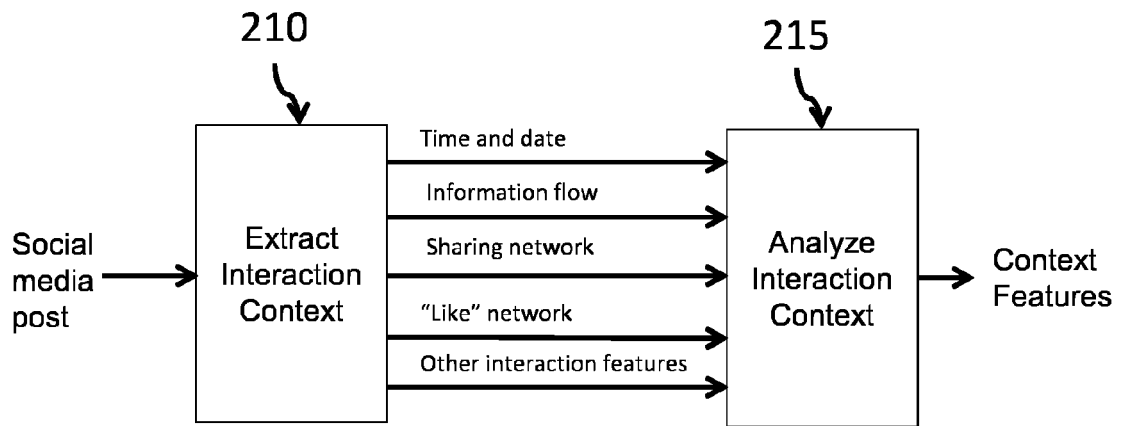 210
215
Social
media
post
Extract
Interaction
Context
Time and date
Information flow
Sharing network
“Like” network
Other interaction features
Analyze
Interaction
Context
Context
Features